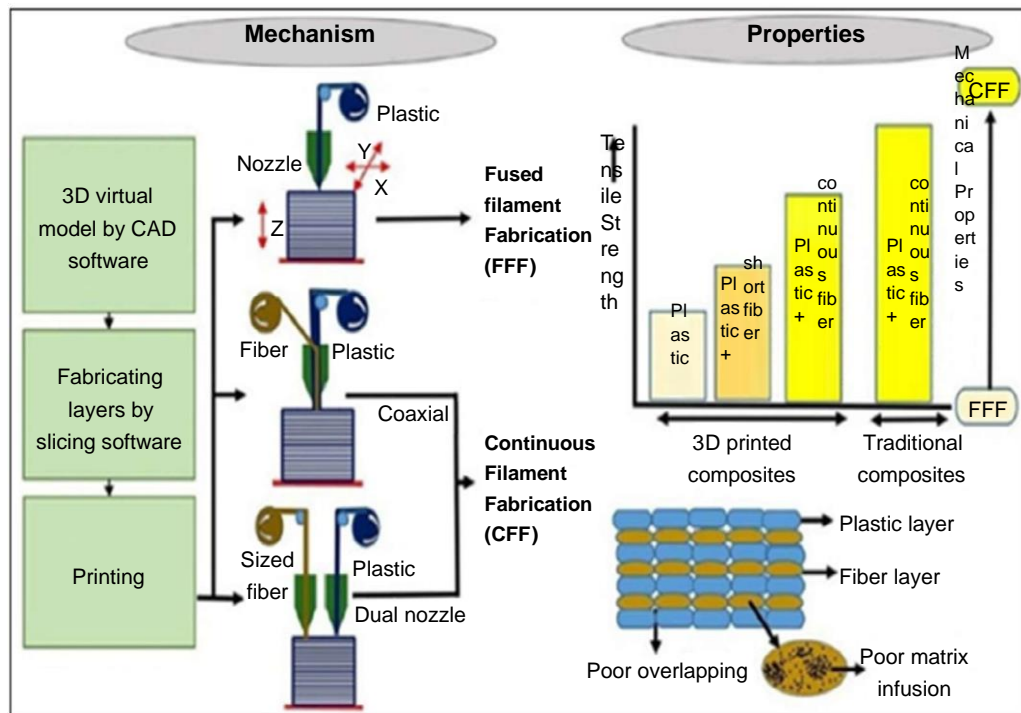 Mechanism
3D virtual
model by CAD
software
Fabricating
layers by
slicing software
Printing
Plastic
Nozzle
Y
X
Z
Fused
filament
Fabrication
(FFF)
Fiber
Plastic
Coaxial
Continuous
Filament
Fabrication
(CFF)
Sized
fiber
Plastic
Dual nozzle
Properties
Te
ns
ile
St
re
ng
th
Pl
as
tic
Pl
as
tic
+
sh
ort
fib
er
Pl
as
tic
+
co
nti
nu
ou
s
fib
er
Pl
as
tic
+
co
nti
nu
ou
s
fib
er
M
ec
ha
ni
ca
l
Pr
op
ert
ie
s
CFF
FFF
3D printed
composites
Traditional
composites
Plastic layer
Fiber layer
Poor overlapping
Poor matrix
infusion